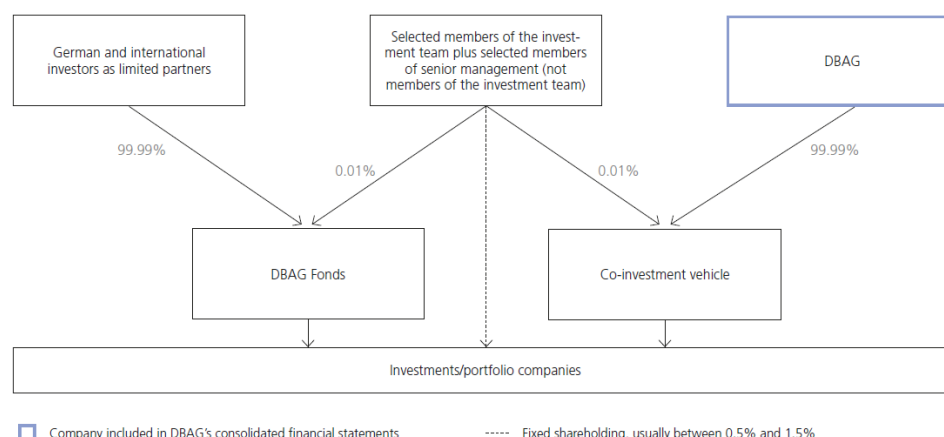 German and international
investors as limited partners
Selected members of the invest-
ment team plus selected members
of senior management (not
members of the investment team)
DBAG
99.99%
0.01%
0.01%
99.99%
DBAG Fonds
Co-investment vehicle
Investments/portfolio companies
Company included in DBAG's consolidated financial statements
Fixed shareholding, usually between 0.5% and 1.5%